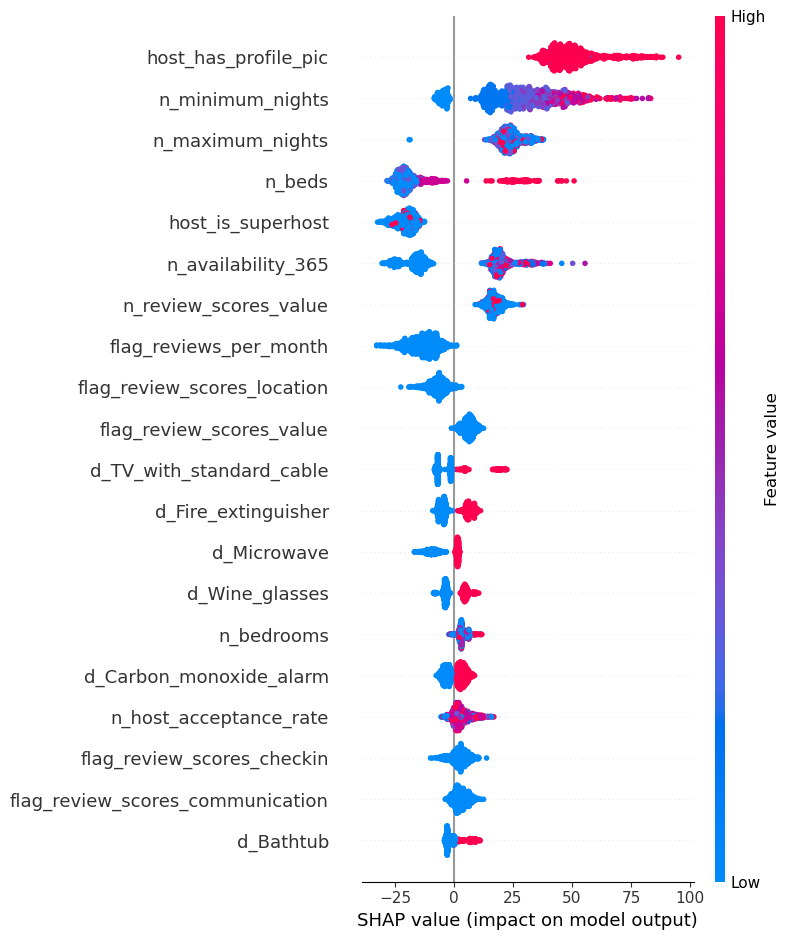 High
host_has_profile_pic
n_minimum_nights
n_maximum_nights
n_beds
host_is_superhost
n_availability_365
n_review_scores_value
flag_reviews_per_month
flag_review_scores_location
flag_review_scores_value
d_TV_with_standard_cable
d_Fire_extinguisher
d_Microwave
d_Wine_glasses
n_bedrooms
d_Carbon_monoxide_alarm
n_host_acceptance_rate
flag_review_scores_checkin
flag_review_scores_communication
d_Bathtub
Feature value
Low
−25 0 25 50 75 100
SHAP value (impact on model output)